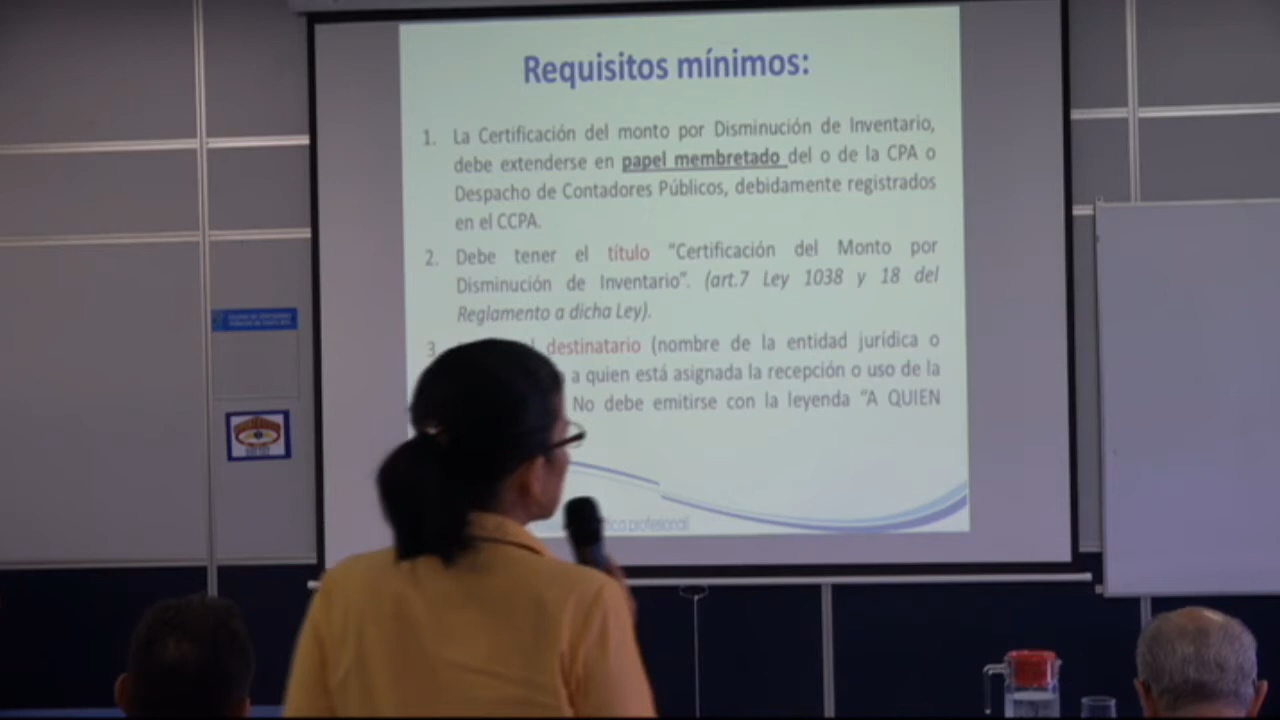 Requisitos mínimos:
1. La Certificación del monto por Disminución de Inventario,
debe extenderse en papel membretado del o de la CPA o
Despacho de Contadores Públicos, debidamente registrados
en el CCPA.
2. Debe tener el título "Certificación del Monto por
Disminución de Inventario". (art.7 Ley 1038 y 18 del
Reglamento a dicha Ley).
3 destinatario (nombre de la entidad jurídica o
a quien está asignada la recepción o uso de la
No debe emitirse con la leyenda "A QUIEN
profesional